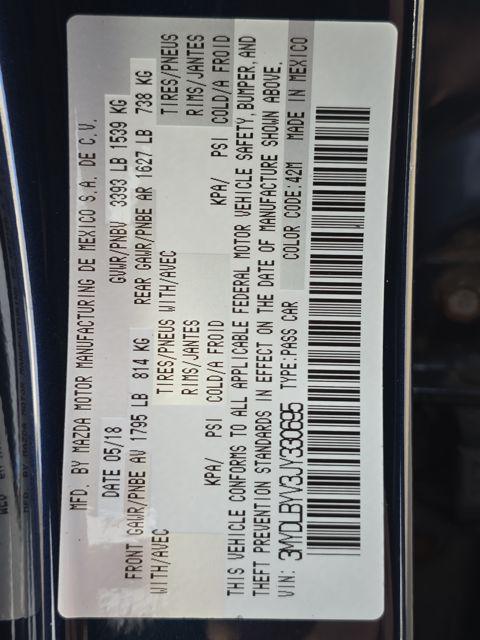 MFD. BY MAZDA MOTOR MANUFACTURING DE MEXICO S.A. DE C.V.
DATE 05/18 GVWR/PNBV 3393 LB 1539 KG
FRONT GAWR/PNBE AV 1795 LB 814 KG REAR GAWR/PNBE AR 1627 LB 738 KG
WITH/AVEC TIRES/PNEUS WITH/AVEC TIRES/PNEUS
RIMS/JANTES RIMS/JANTES
KPA/ PSI COLD/A FROID KPA/ PSI COLD/A FROID
THIS VEHICLE CONFORMS TO ALL APPLICABLE FEDERAL MOTOR VEHICLE SAFETY, BUMPER, AND
THEFT PREVENTION STANDARDS IN EFFECT ON THE DATE OF MANUFACTURE SHOWN ABOVE.
VIN: 3MYDLBYV3JY330695 TYPE:PASS CAR COLOR CODE:42M MADE IN MEXICO